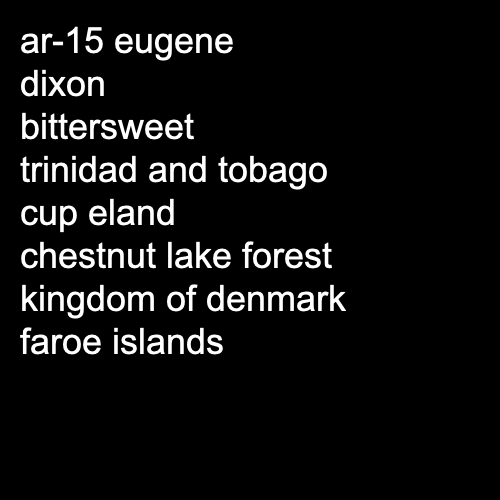 ar-15 eugene
dixon
bittersweet
trinidad and tobago
cup eland
chestnut lake forest
kingdom of denmark
faroe islands